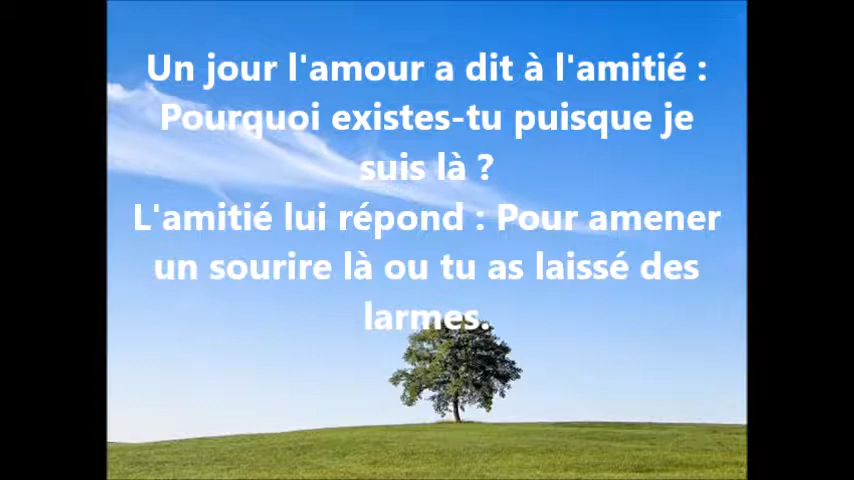 Un jour l'amour a dit à l'amitié :
Pourquoi existes-tu puisque je
suis là ?
L'amitié lui répond : Pour amener
un sourire là ou tu as laissé des
larmes.